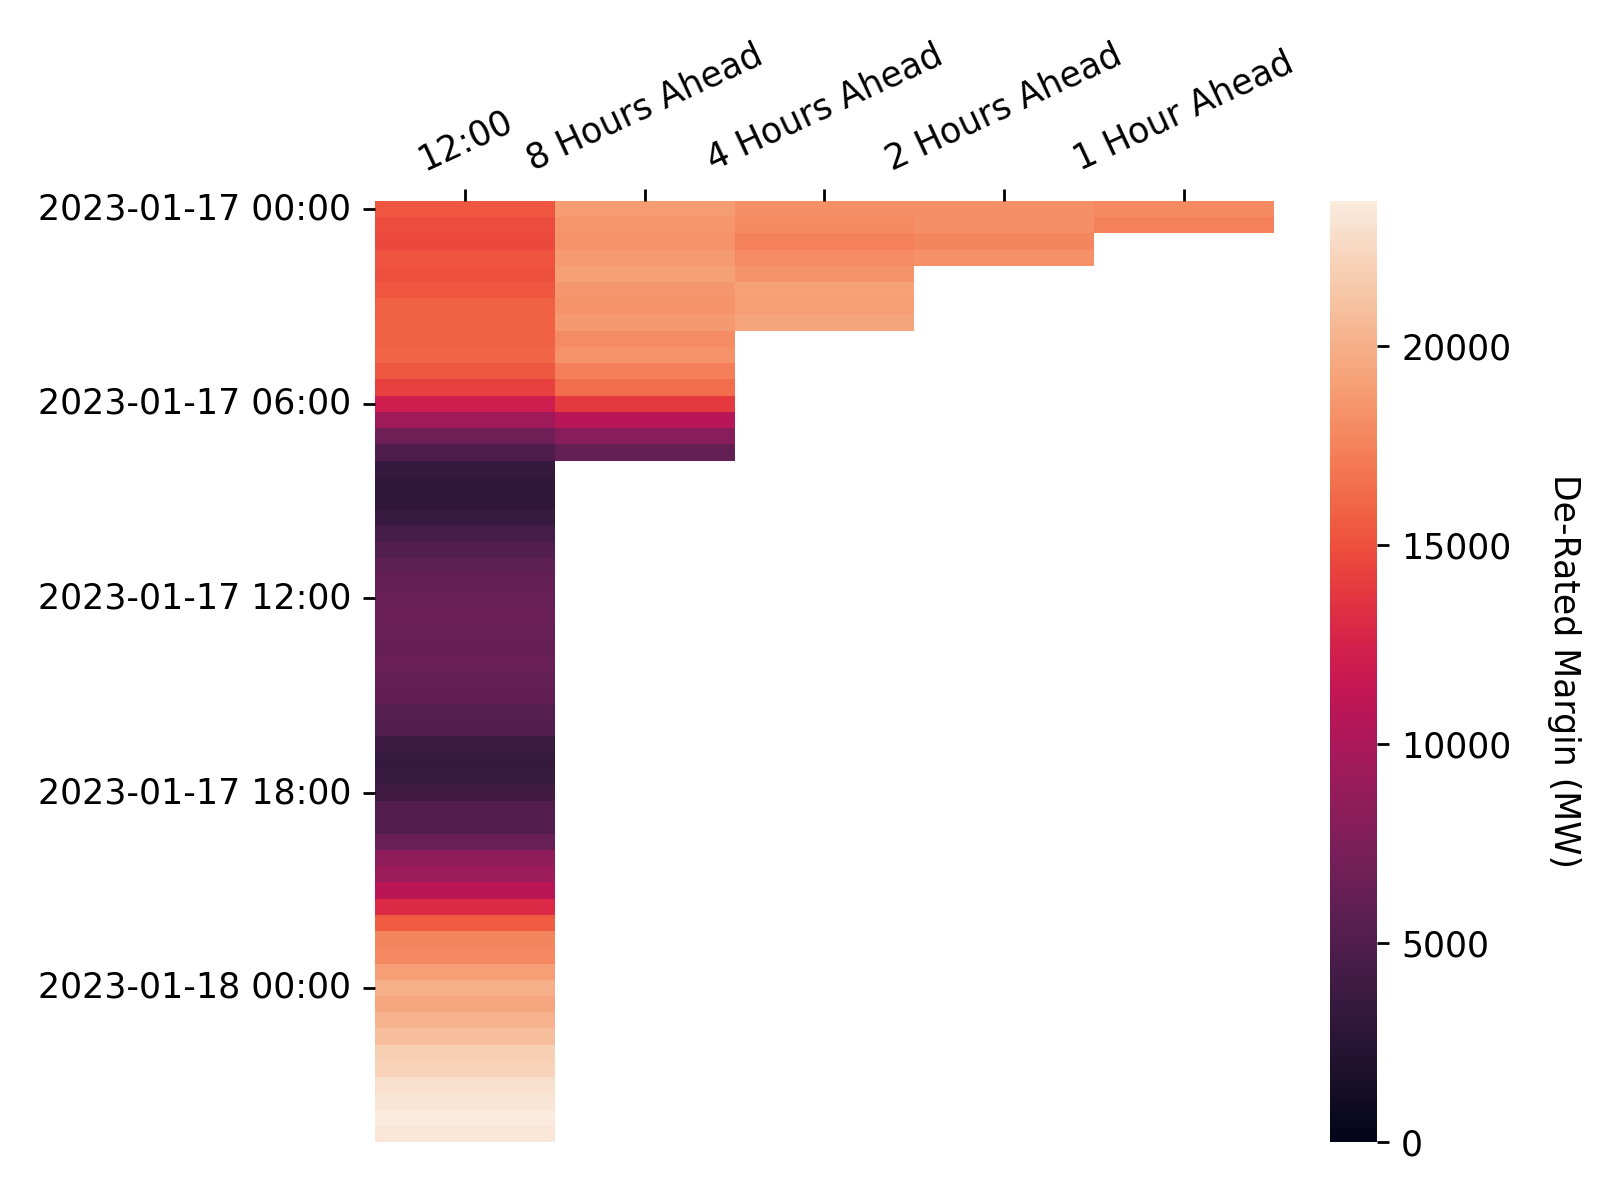 12:00
8 Hours Ahead
4 Hours Ahead
2 Hours Ahead
1 Hour Ahead
2023-01-17 00:00
2023-01-17 06:00
2023-01-17 12:00
2023-01-17 18:00
2023-01-18 00:00
20000
15000
10000
5000
0
De-Rated Margin (MW)